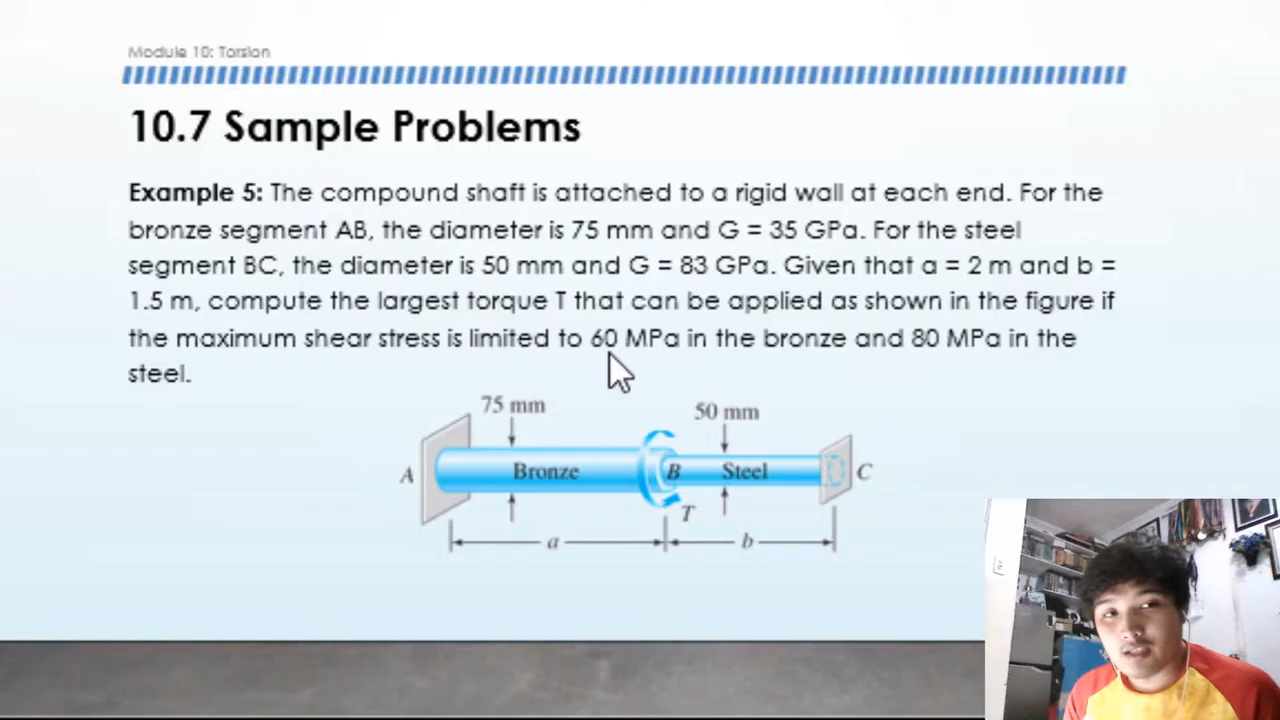 Module 10: Torsion
10.7 Sample Problems
Example 5: The compound shaft is attached to a rigid wall at each end. For the
bronze segment AB, the diameter is 75 mm and G = 35 GPa. For the steel
segment BC, the diameter is 50 mm and G = 83 GPa. Given that a = 2 m and b =
1.5 m, compute the largest torque T that can be applied as shown in the figure if
the maximum shear stress is limited to 60 MPa in the bronze and 80 MPa in the
steel.
75 mm
50 mm
A
Bronze
B
Steel
C
T
a
b